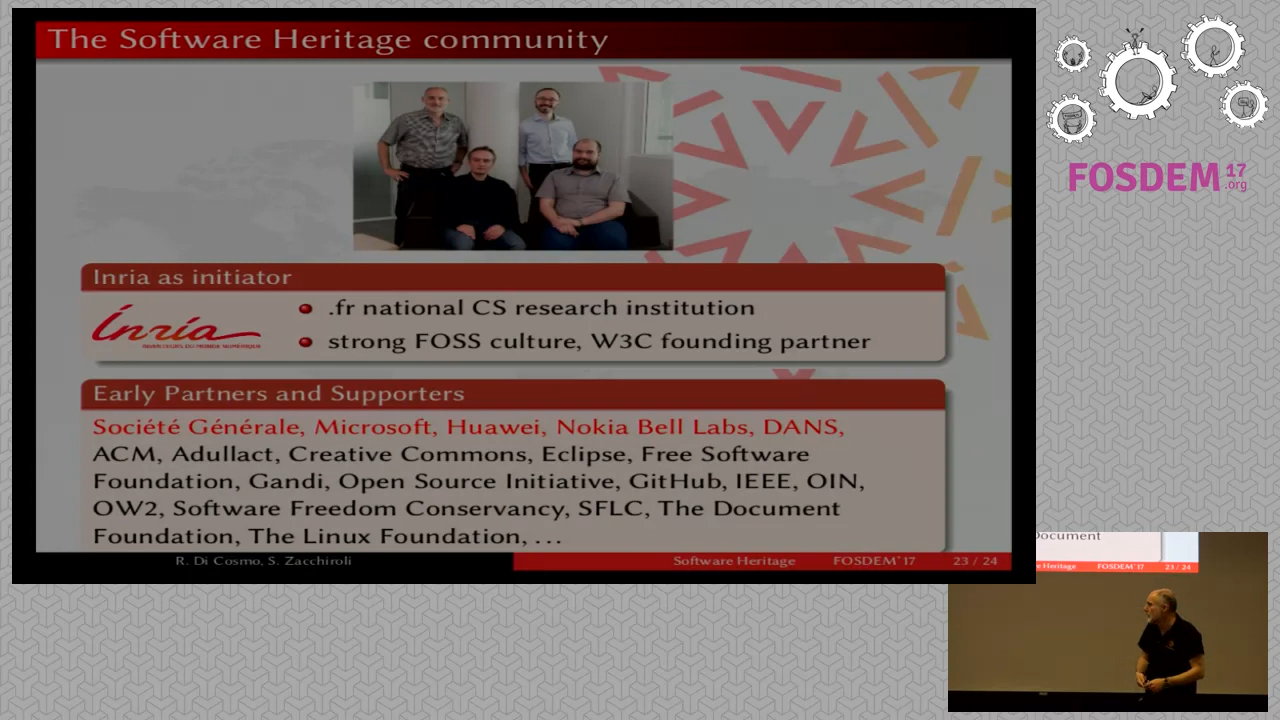 The Software Heritage community
Inria as initiator
Inria
.fr national CS research institution
strong FOSS culture, W3C founding partner
Early Partners and Supporters
Société Générale, Microsoft, Huawei, Nokia Bell Labs, DANS,
ACM, Adullact, Creative Commons, Eclipse, Free Software
Foundation, Gandi, Open Source Initiative, GitHub, IEEE, OIN,
OW2, Software Freedom Conservancy, SFLC, The Document
Foundation, The Linux Foundation, ...
R. Di Cosmo, S. Zacchiroli
Software Heritage FOSDEM'17 23 / 24
FOSDEM 17 .org
Document
Heritage FOSDEM'17 23 / 24